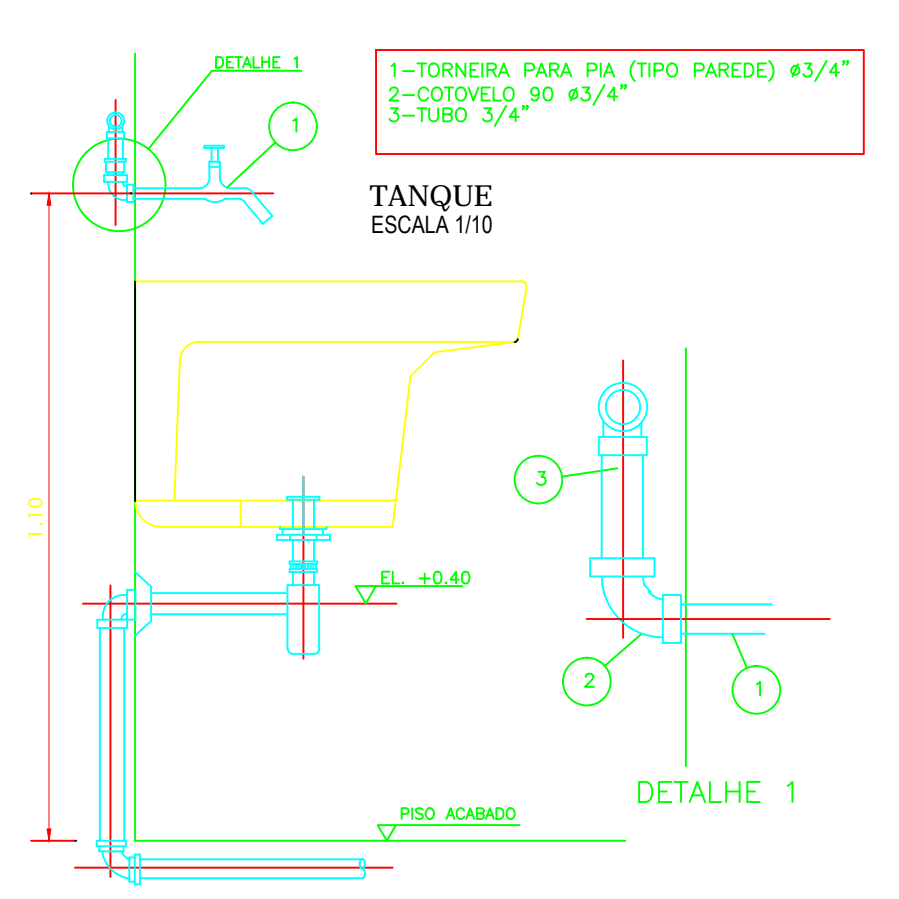 DETALHE 1
1-TORNEIRA PARA PIA (TIPO PAREDE) ø3/4"
2-COTOVELO 90 ø3/4"
3-TUBO 3/4"
1
TANQUE
ESCALA 1/10
3
1.10
EL. +0.40
2
1
DETALHE 1
PISO ACABADO